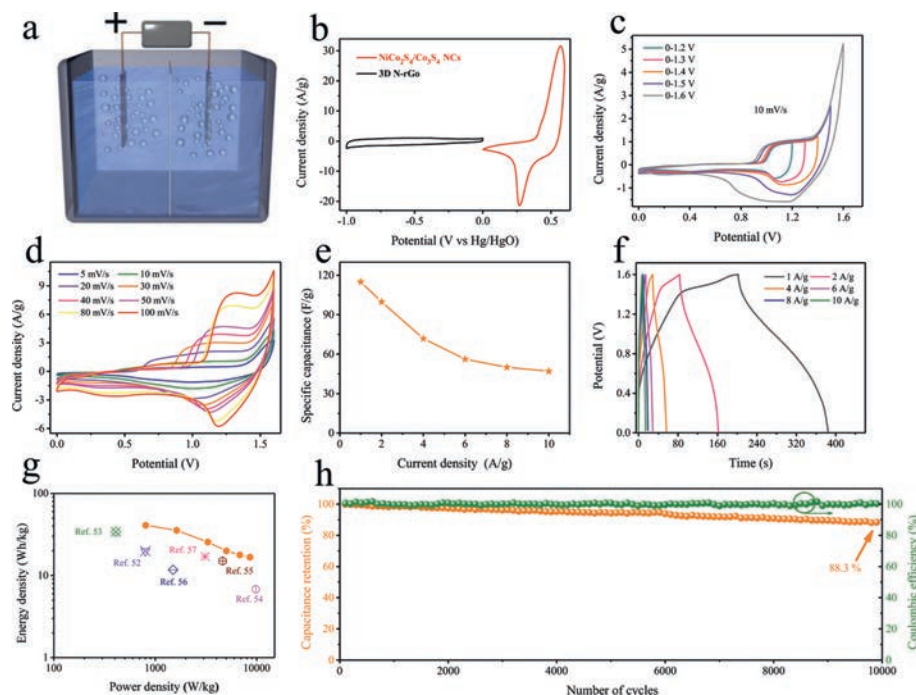 a
+ −
b
NiCo2S4/Co3S4 NCs
3D N-rGo
Current density (A/g)
30
20
10
0
-10
-20
-1.0 -0.5 0.0 0.5
Potential (V vs Hg/HgO)
c
0-1.2 V
0-1.3 V
0-1.4 V
0-1.5 V
0-1.6 V
10 mV/s
Current density (A/g)
5
4
3
2
1
0
-1
0.0 0.4 0.8 1.2 1.6
Potential (V)
d
5 mV/s 10 mV/s
20 mV/s 30 mV/s
40 mV/s 50 mV/s
80 mV/s 100 mV/s
Current density (A/g)
9
6
3
0
-3
-6
0.0 0.5 1.0 1.5
Potential (V)
e
Specific capacitance (F/g)
120
90
60
30
0
0 2 4 6 8 10
Current density (A/g)
f
1 A/g 2 A/g
4 A/g 6 A/g
8 A/g 10 A/g
Potential (V)
1.6
1.2
0.8
0.4
0.0
0 80 160 240 360 400
Time (s)
g
Energy density (Wh/kg)
100
10
1
Ref. 53
Ref. 52
Ref. 57
Ref. 56
Ref. 55
Ref. 54
100 1000 10000
Power density (W/kg)
h
Capacitance retention (%)
100
80
60
40
20
0
88.3 %
0 2000 4000 6000 8000 10000
Number of cycles
100
80
60
40
20
0
Coulombic efficiency (%)